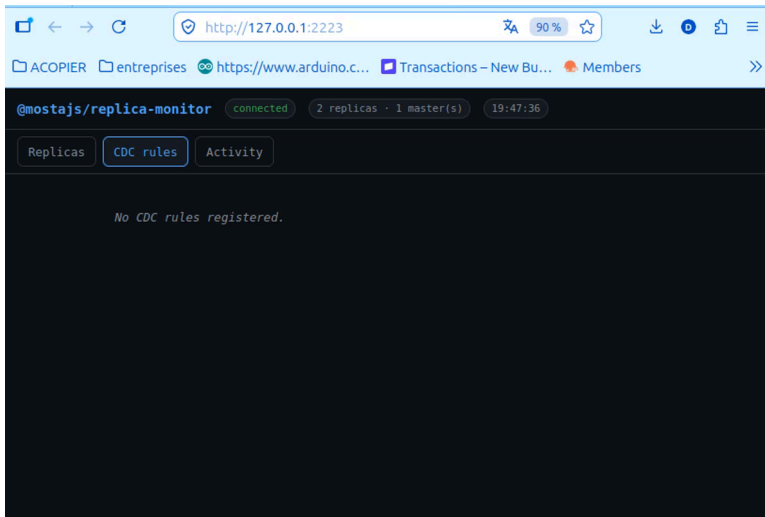 http://127.0.0.1:2223 90 % D
ACOPIER entreprises https://www.arduino.c... Transactions – New Bu... Members
@mostajs/replica-monitor connected 2 replicas · 1 master(s) 19:47:36
Replicas CDC rules Activity
No CDC rules registered.